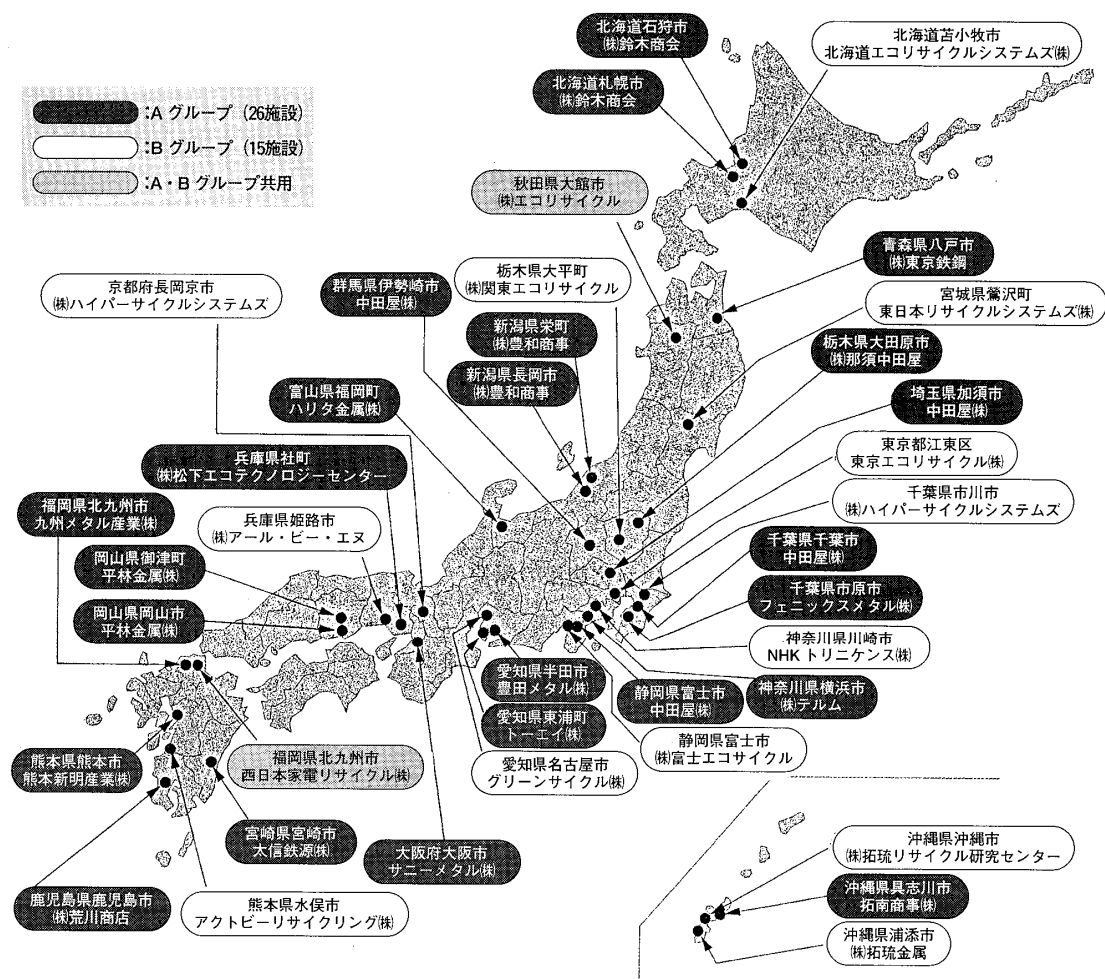 :A グループ (26施設)
:B グループ (15施設)
:A・B グループ共用
北海道石狩市
㈱鈴木商会
北海道苫小牧市
北海道エコリサイクルシステムズ㈱
北海道札幌市
㈱鈴木商会
秋田県大館市
㈱エコリサイクル
青森県八戸市
㈱東京鉄鋼
宮城県鶯沢町
東日本リサイクルシステムズ㈱
京都府長岡京市
㈱ハイパーサイクルシステムズ
群馬県伊勢崎市
中田屋㈱
栃木県大平町
㈱関東エコリサイクル
新潟県栄町
㈱豊和商事
新潟県長岡市
㈱豊和商事
栃木県大田原市
㈱那須中田屋
富山県福岡町
ハリタ金属㈱
埼玉県加須市
中田屋㈱
兵庫県社町
㈱松下エコテクノロジーセンター
東京都江東区
東京エコリサイクル㈱
福岡県北九州市
九州メタル産業㈱
兵庫県姫路市
㈱アール・ビー・エヌ
千葉県市川市
㈱ハイパーサイクルシステムズ
岡山県御津町
平林金属㈱
千葉県千葉市
中田屋㈱
岡山県岡山市
平林金属㈱
千葉県市原市
フェニックスメタル㈱
神奈川県川崎市
NHK トリニケンス㈱
愛知県半田市
豊田メタル㈱
静岡県富士市
中田屋㈱
神奈川県横浜市
㈱テルム
愛知県東浦町
トーエイ㈱
静岡県富士市
㈱富士エコサイクル
熊本県熊本市
熊本新明産業㈱
福岡県北九州市
西日本家電リサイクル㈱
愛知県名古屋市
グリーンサイクル㈱
宮崎県宮崎市
太信鉄源㈱
大阪府大阪市
サニーメタル㈱
鹿児島県鹿児島市
㈱荒川商店
熊本県水俣市
アクトビーリサイクリング㈱
沖縄県沖縄市
㈱拓琉リサイクル研究センター
沖縄県具志川市
拓南商事㈱
沖縄県浦添市
㈱拓琉金属